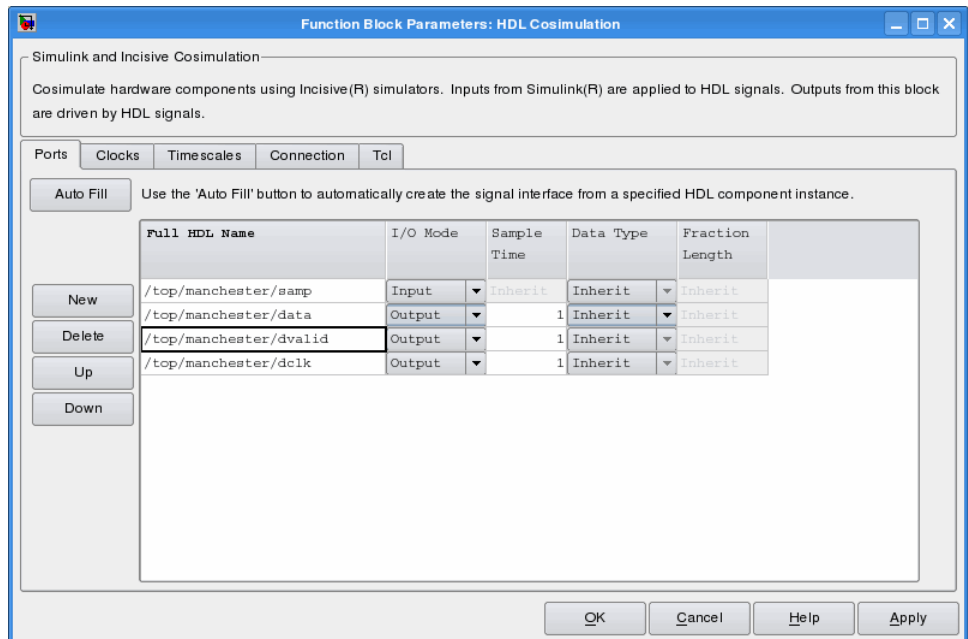 Function Block Parameters: HDL Cosimulation
Simulink and Incisive Cosimulation
Cosimulate hardware components using Incisive(R) simulators. Inputs from Simulink(R) are applied to HDL signals. Outputs from this block
are driven by HDL signals.
Ports Clocks Timescales Connection Tcl
Auto Fill Use the 'Auto Fill' button to automatically create the signal interface from a specified HDL component instance.
Full HDL Name I/O Mode Sample Time Data Type Fraction Length
New
Delete
Up
Down
/top/manchester/samp Input Inherit Inherit Inherit
/top/manchester/data Output 1 Inherit
/top/manchester/dvalid Output 1 Inherit Inherit
/top/manchester/dclk Output 1 Inherit Inherit
OK Cancel Help Apply